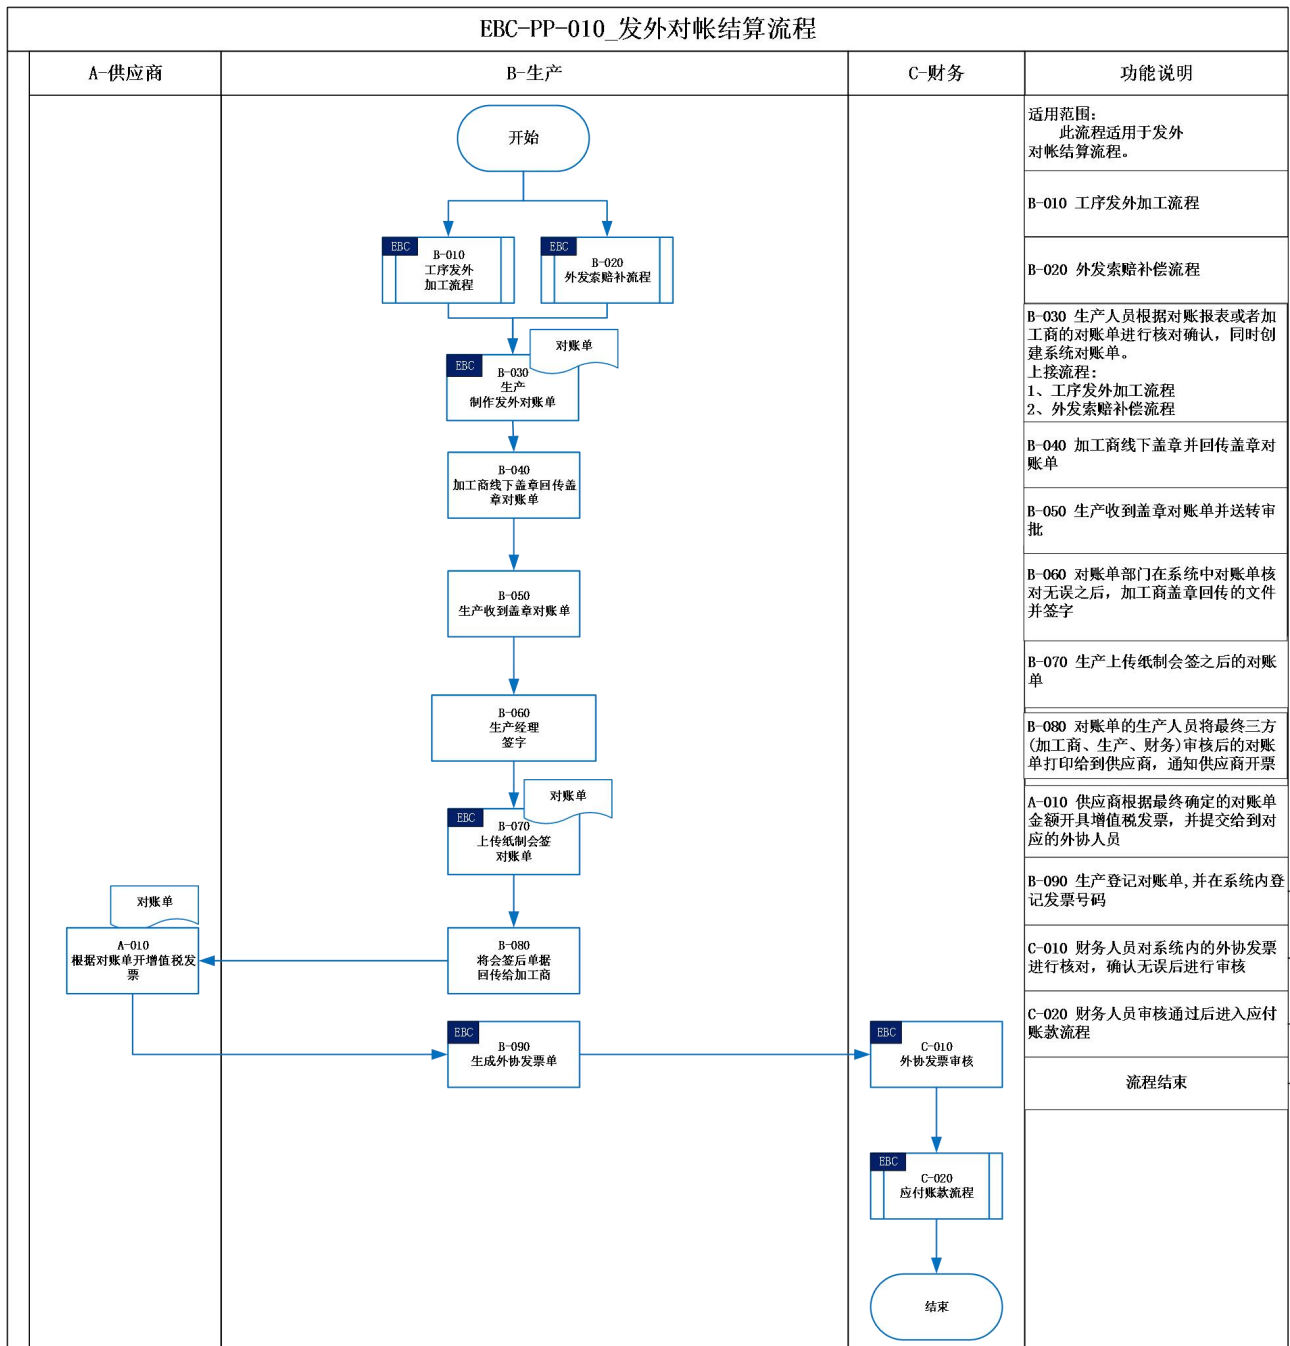 EBC-PP-010_发外对帐结算流程
A-供应商
B-生产
C-财务
功能说明
开始
EBC
B-010
工序发外
加工流程
EBC
B-020
外发索赔补流程
对账单
EBC
B-030
生产
制作发外对账单
B-040
加工商线下盖章回传盖
章对账单
B-050
生产收到盖章对账单
B-060
生产经理
签字
对账单
EBC
B-070
上传纸制会签
对账单
B-080
将会签后单据
回传给加工商
对账单
A-010
根据对账单开增值税发
票
EBC
B-090
生成外协发票单
EBC
C-010
外协发票审核
EBC
C-020
应付账款流程
结束
适用范围：
此流程适用于发外
对帐结算流程。
B-010 工序发外加工流程
B-020 外发索赔补偿流程
B-030 生产人员根据对账报表或者加
工商的对账单进行核对确认，同时创
建系统对账单。
上接流程：
1、工序发外加工流程
2、外发索赔补偿流程
B-040 加工商线下盖章并回传盖章对
账单
B-050 生产收到盖章对账单并送转审
批
B-060 对账单部门在系统中对账单核
对无误之后，加工商盖章回传的文件
并签字
B-070 生产上传纸制会签之后的对账
单
B-080 对账单的生产人员将最终三方
(加工商、生产、财务)审核后的对账
单打印给到供应商，通知供应商开票
A-010 供应商根据最终确定的对账单
金额开具增值税发票，并提交给到对
应的外协人员
B-090 生产登记对账单,并在系统内登
记发票号码
C-010 财务人员对系统内的外协发票
进行核对，确认无误后进行审核
C-020 财务人员审核通过后进入应付
账款流程
流程结束